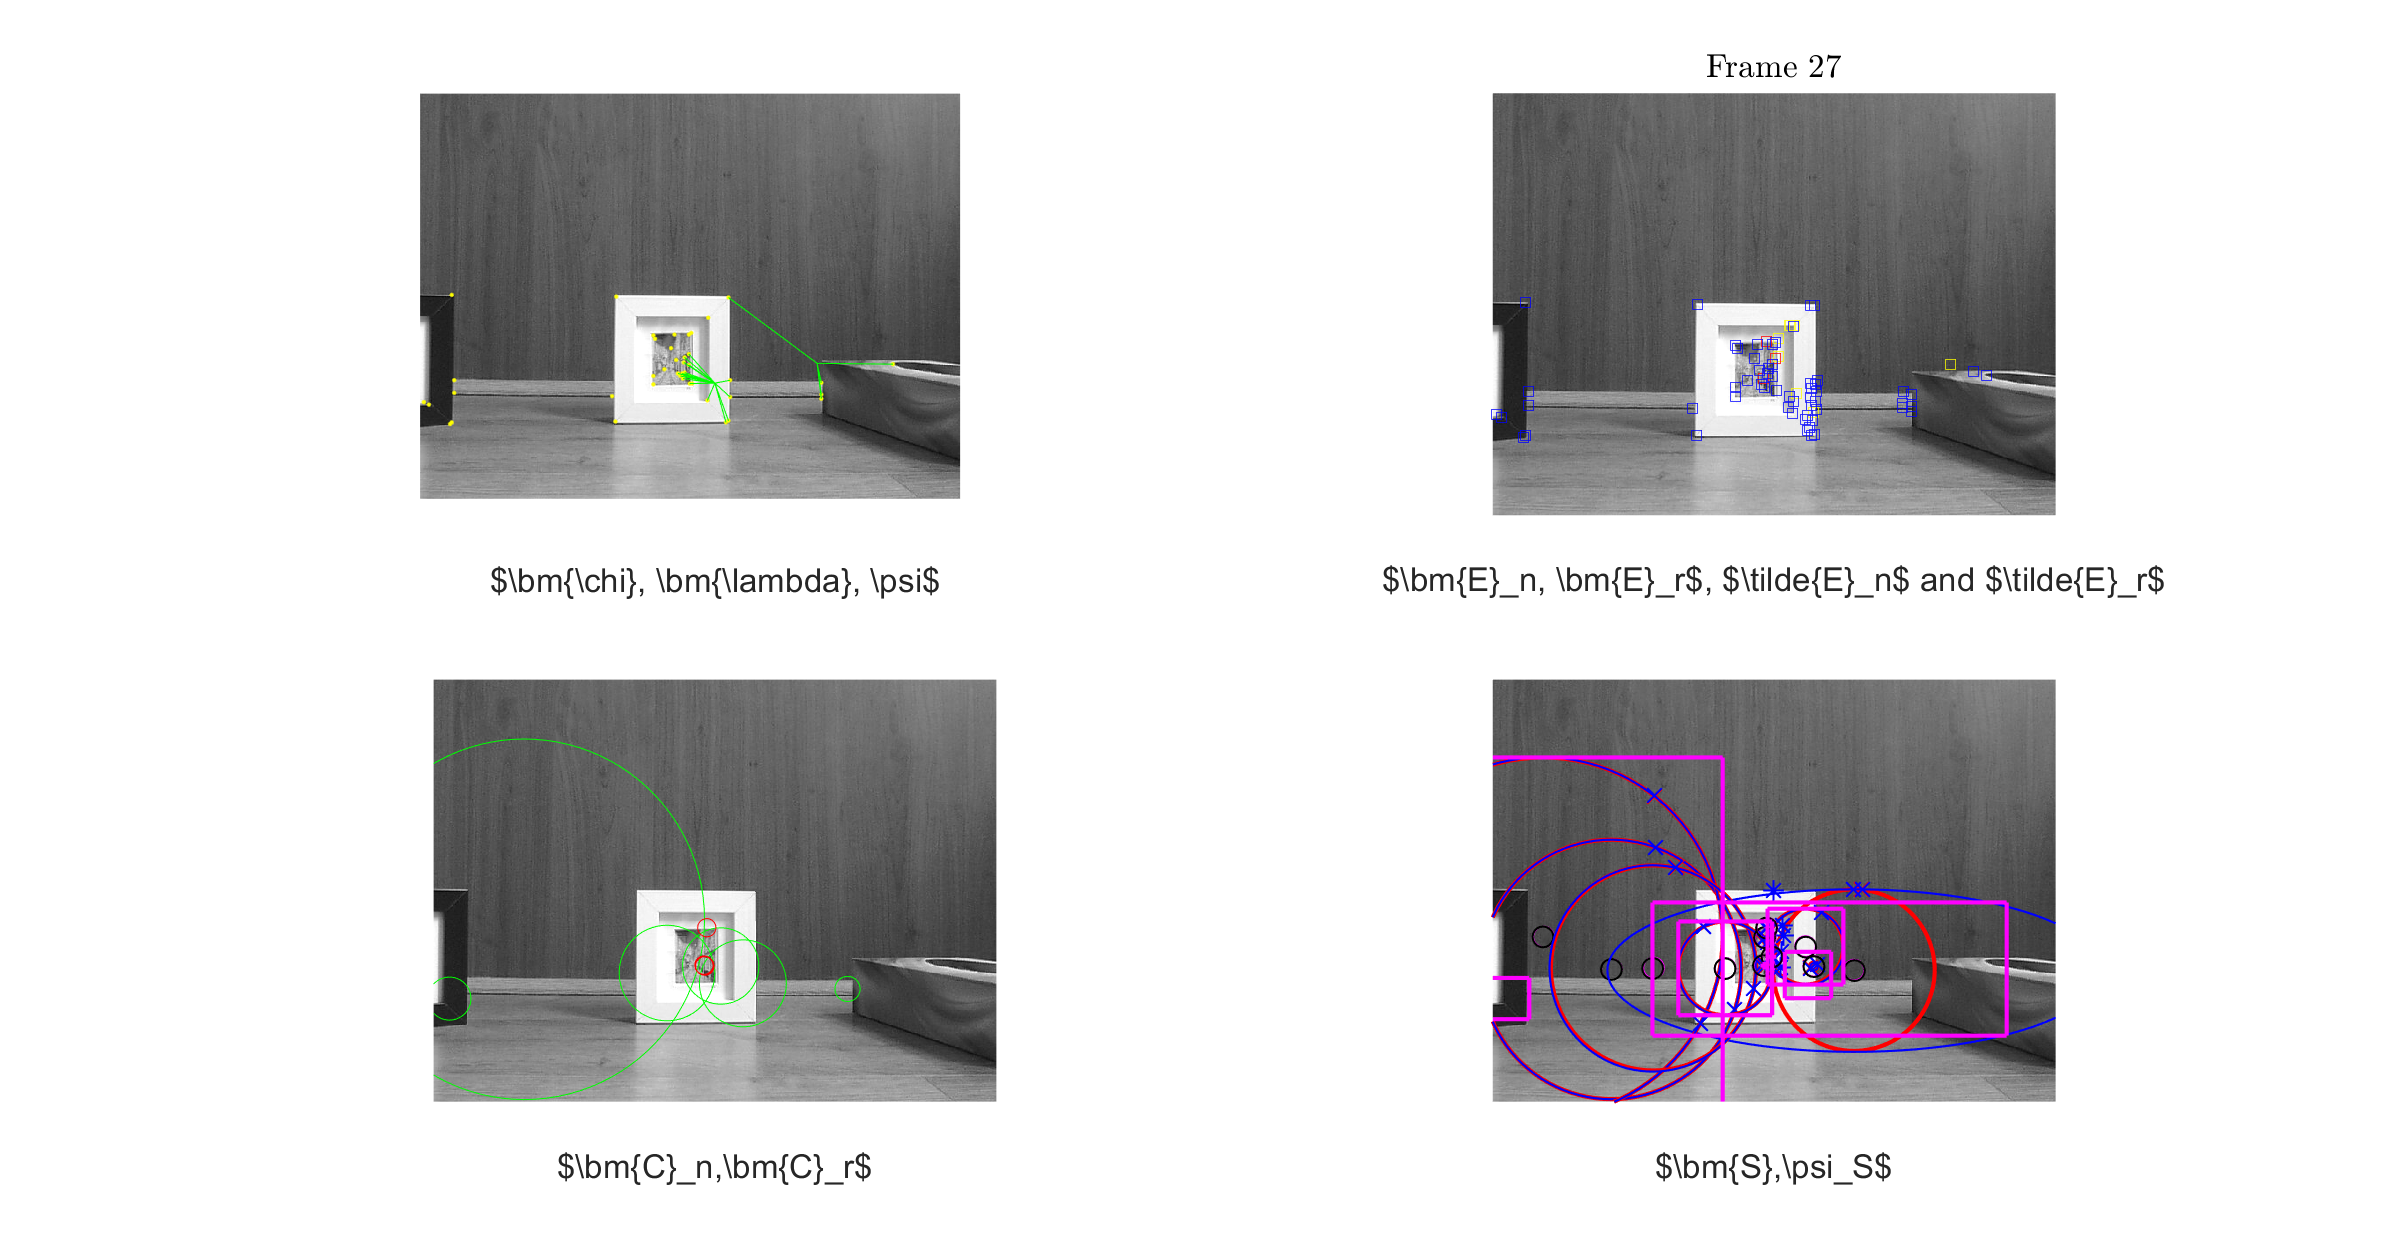 Frame 27
$\bm{\chi}, \bm{\lambda}, \psi$
$\bm{E}_n, \bm{E}_r$, $\tilde{E}_n$ and $\tilde{E}_r$
$\bm{C}_n,\bm{C}_r$
$\bm{S},\psi_S$